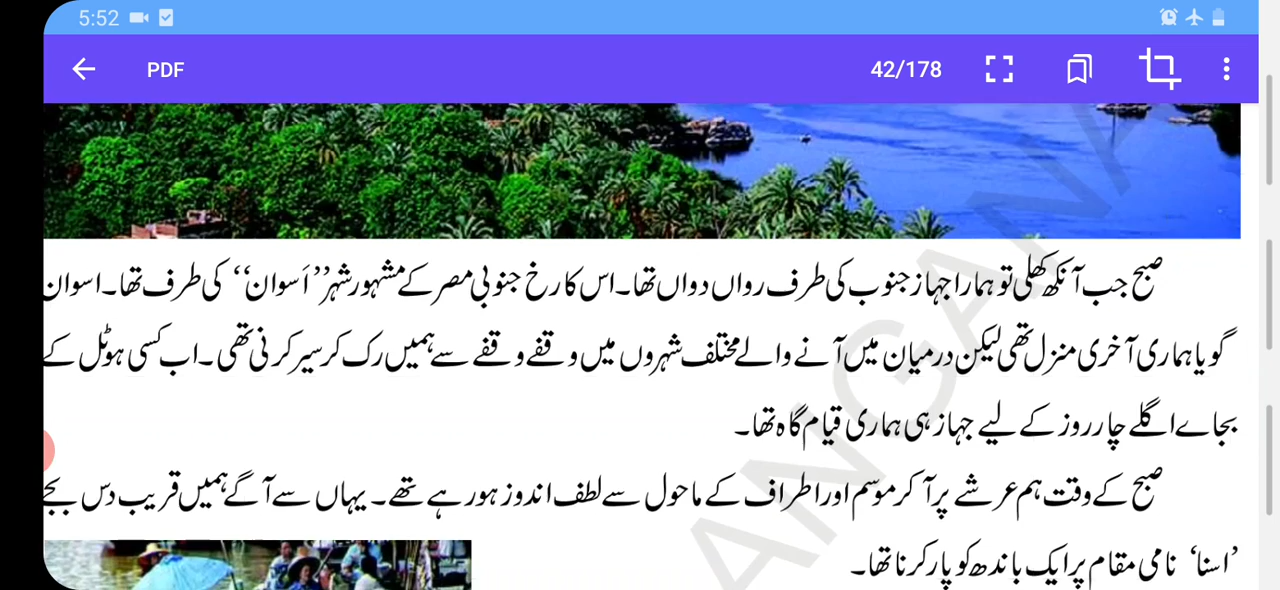 5:52
PDF
42/178
صبح جب آنکھ کھلی تو ہمارا جہاز جنوب کی طرف رواں دواں تھا۔ اس کا رخ جنوبی مصر کے مشہور شہر ’’اَسوان‘‘ کی طرف تھا۔ اسوان
گویا ہماری آخری منزل تھی لیکن درمیان میں آنے والے مختلف شہروں میں وقفے وقفے سے ہمیں رک کر سیر کرنی تھی۔ اب کسی ہوٹل کے
بجاے اگلے چار روز کے لیے جہاز ہی ہماری قیام گاہ تھا۔
صبح کے وقت ہم عرشے پر آ کر موسم اور اطراف کے ماحول سے لطف اندوز ہو رہے تھے۔ یہاں سے آگے ہمیں قریب دس بجے
’اسنا‘ نامی مقام پر ایک باندھ کو پار کرنا تھا۔
ANGANA